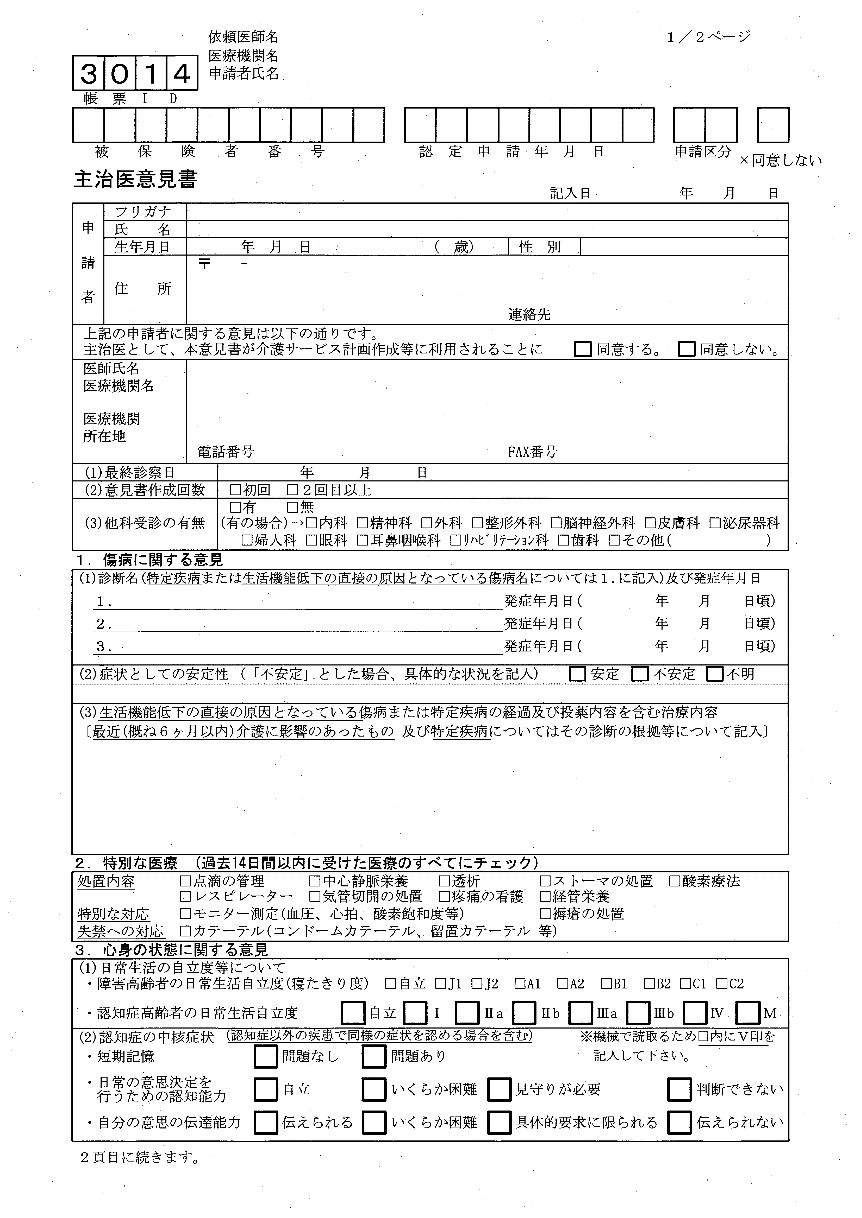 依頼医師名
1／2ページ
医療機関名
申請者氏名
3014
帳票ID
被保険者番号
認定申請年月日
申請区分
×同意しない
主治医意見書
記入日 年 月 日
申請者
フリガナ
氏 名
生年月日 年 月 日 ( 歳) 性 別
住 所
〒 －
連絡先
上記の申請者に関する意見は以下の通りです。
主治医として、本意見書が介護サービス計画作成等に利用されることに □同意する。 □同意しない。
医師氏名
医療機関名
医療機関
所在地
電話番号 FAX番号
(1)最終診察日 年 月 日
(2)意見書作成回数 □初回 □2回目以上
(3)他科受診の有無 □有 □無
(有の場合)→□内科 □精神科 □外科 □整形外科 □脳神経外科 □皮膚科 □泌尿器科
□婦人科 □眼科 □耳鼻咽喉科 □ﾘﾊﾋﾞﾘﾃｰｼｮﾝ科 □歯科 □その他( )
1．傷病に関する意見
(1)診断名(特定疾病または生活機能低下の直接の原因となっている傷病名については1.に記入)及び発症年月日
1. 発症年月日( 年 月 日頃)
2. 発症年月日( 年 月 日頃)
3. 発症年月日( 年 月 日頃)
(2)症状としての安定性 (「不安定」とした場合、具体的な状況を記入) □安定 □不安定 □不明
(3)生活機能低下の直接の原因となっている傷病または特定疾病の経過及び投薬内容を含む治療内容
〔最近(概ね6ヶ月以内)介護に影響のあったもの 及び特定疾病についてはその診断の根拠等について記入〕
2．特別な医療 (過去14日間以内に受けた医療のすべてにチェック)
処置内容 □点滴の管理 □中心静脈栄養 □透析 □ストーマの処置 □酸素療法
□レスピレーター □気管切開の処置 □疼痛の看護 □経管栄養
特別な対応 □モニター測定(血圧、心拍、酸素飽和度等) □褥瘡の処置
失禁への対応 □カテーテル(コンドームカテーテル、留置カテーテル 等)
3．心身の状態に関する意見
(1)日常生活の自立度等について
・障害高齢者の日常生活自立度(寝たきり度) □自立 □J1 □J2 □A1 □A2 □B1 □B2 □C1 □C2
・認知症高齢者の日常生活自立度 □自立 □Ⅰ □Ⅱa □Ⅱb □Ⅲa □Ⅲb □Ⅳ □M
(2)認知症の中核症状 (認知症以外の疾患で同様の症状を認める場合を含む) ※機械で読取るため□内にV印を
・短期記憶 □問題なし □問題あり 記入して下さい。
・日常の意思決定を
行うための認知能力 □自立 □いくらか困難 □見守りが必要 □判断できない
・自分の意思の伝達能力 □伝えられる □いくらか困難 □具体的要求に限られる □伝えられない
2頁目に続きます。